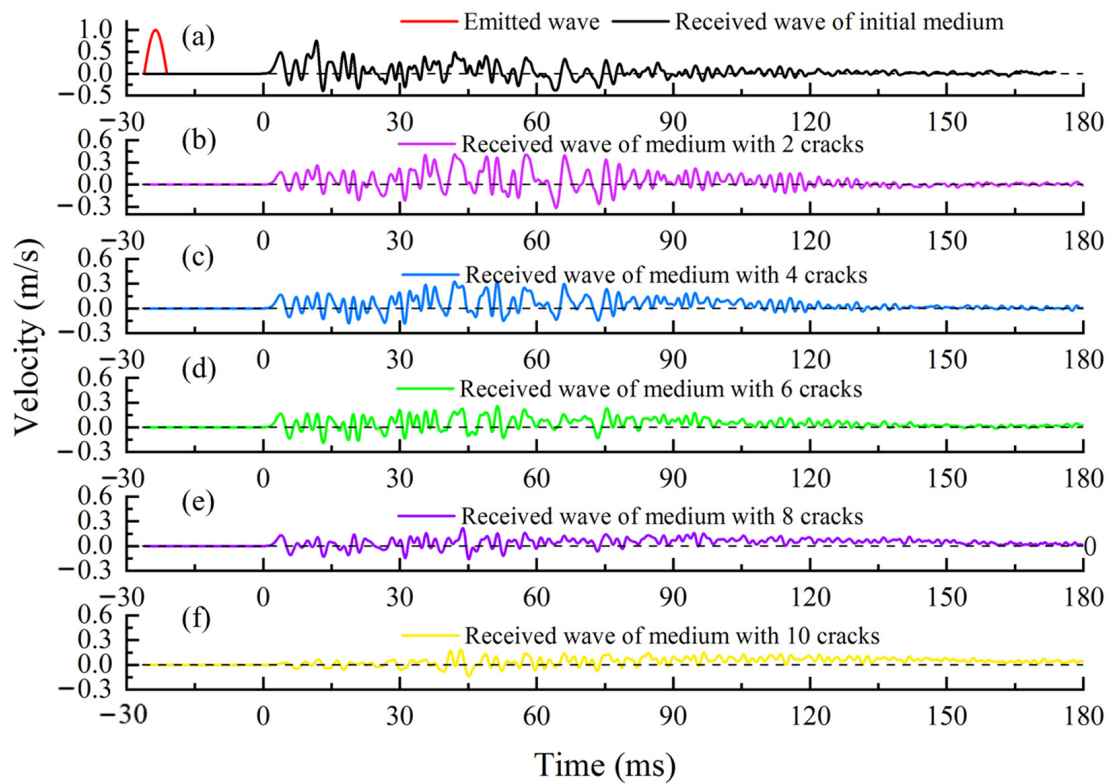 (a)
Emitted wave
Received wave of initial medium
1.0
0.5
0.0
−0.5
−30 0 30 60 90 120 150 180
(b)
Received wave of medium with 2 cracks
0.6
0.3
0.0
−0.3
−30 0 30 60 90 120 150 180
(c)
Received wave of medium with 4 cracks
0.6
0.3
0.0
−0.3
−30 0 30 60 90 120 150 180
(d)
Received wave of medium with 6 cracks
0.6
0.3
0.0
−0.3
−30 0 30 60 90 120 150 180
(e)
Received wave of medium with 8 cracks
0.6
0.3
0.0
0
−0.3
−30 0 30 60 90 120 150 180
(f)
Received wave of medium with 10 cracks
0.6
0.3
0.0
−0.3
−30 0 30 60 90 120 150 180
Velocity (m/s)
Time (ms)